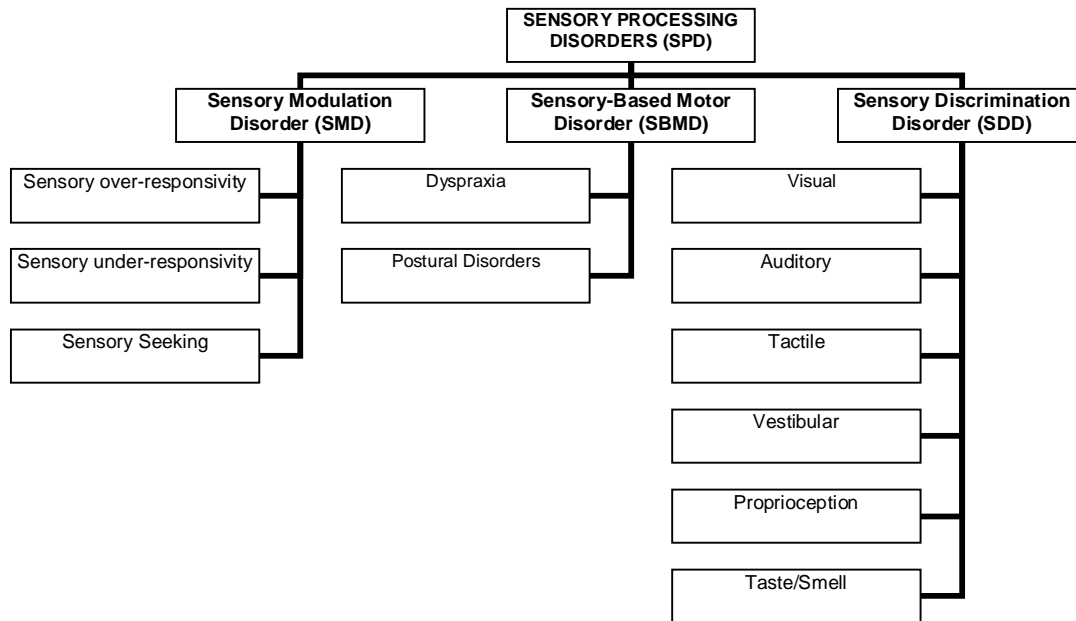 SENSORY PROCESSING
DISORDERS (SPD)
Sensory Modulation
Disorder (SMD)
Sensory over-responsivity
Sensory under-responsivity
Sensory Seeking
Sensory-Based Motor
Disorder (SBMD)
Dyspraxia
Postural Disorders
Sensory Discrimination
Disorder (SDD)
Visual
Auditory
Tactile
Vestibular
Proprioception
Taste/Smell